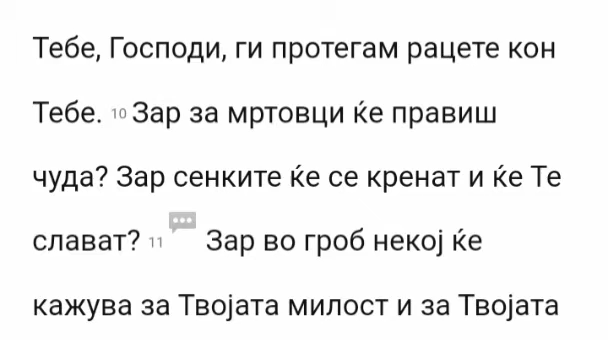 Тебе, Господи, ги протегам рацете кон
Тебе. 10 Зар за мртовци ќе правиш
чуда? Зар сенките ќе се кренат и ќе Те
слават? 11 Зар во гроб некој ќе
кажува за Твојата милост и за Твојата